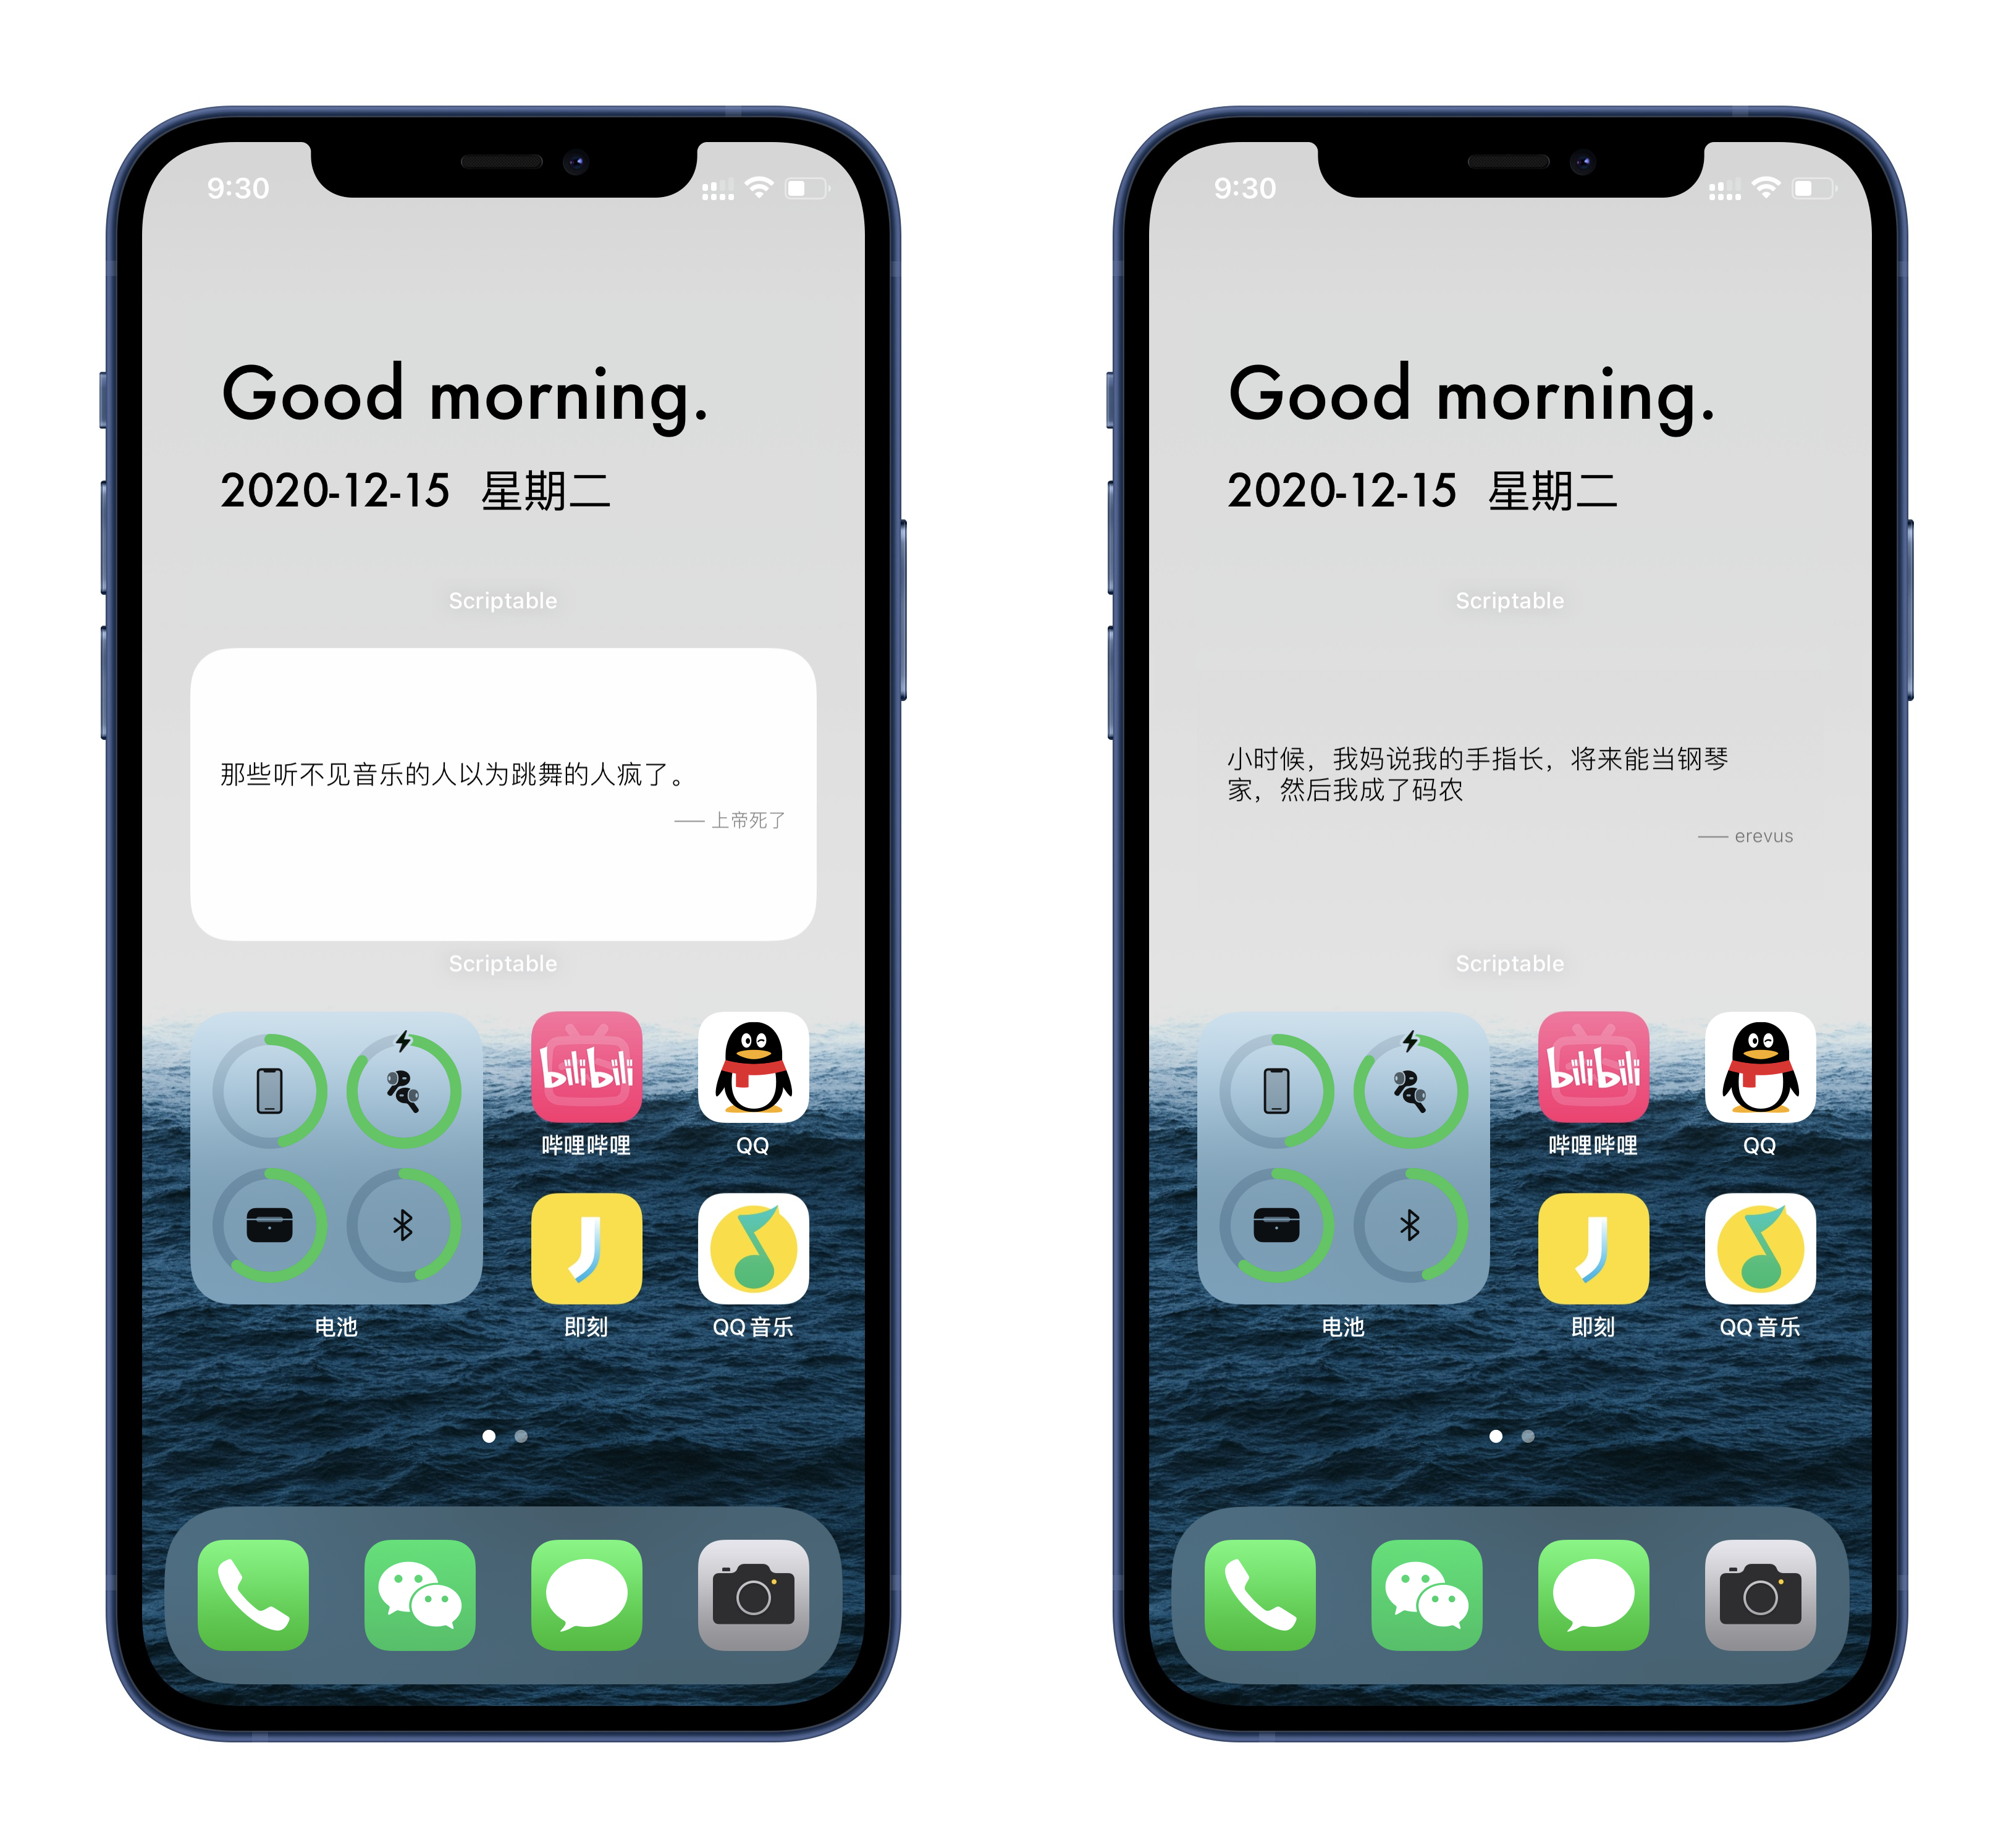 9:30
Good morning.
2020-12-15 星期二
Scriptable
那些听不见音乐的人以为跳舞的人疯了。
—— 上帝死了
Scriptable
bilibili
哔哩哔哩
QQ
电池
即刻
QQ音乐
9:30
Good morning.
2020-12-15 星期二
Scriptable
小时候，我妈说我的手指长，将来能当钢琴
家，然后我成了码农
—— erevus
Scriptable
bilibili
哔哩哔哩
QQ
电池
即刻
QQ音乐